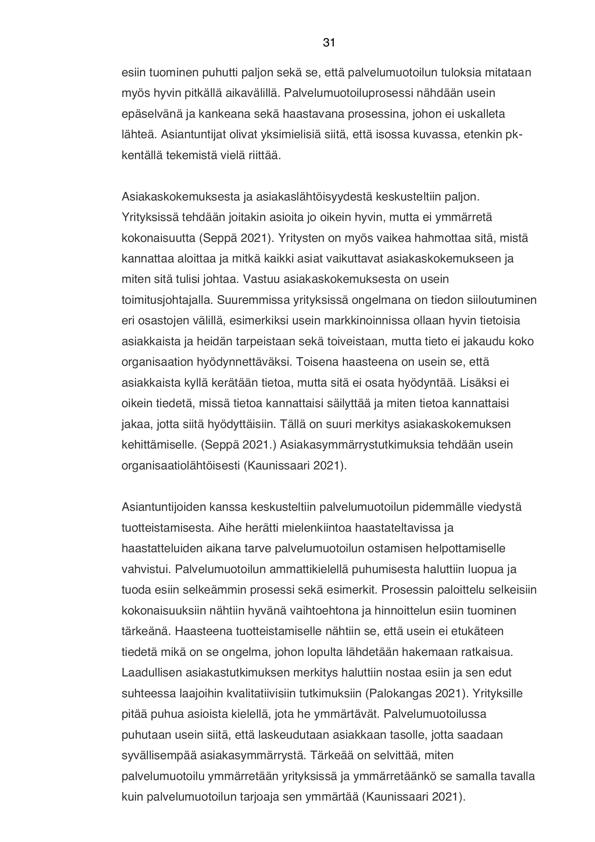 31
esiin tuominen puhutti paljon sekä se, että palvelumuotoilun tuloksia mitataan
myös hyvin pitkällä aikavälillä. Palvelumuotoiluprosessi nähdään usein
epäselvänä ja kankeana sekä haastavana prosessina, johon ei uskalleta
lähteä. Asiantuntijat olivat yksimielisiä siitä, että isossa kuvassa, etenkin pk-
kentällä tekemistä vielä riittää.

Asiakaskokemuksesta ja asiakaslähtöisyydestä keskusteltiin paljon.
Yrityksissä tehdään joitakin asioita jo oikein hyvin, mutta ei ymmärretä
kokonaisuutta (Seppä 2021). Yritysten on myös vaikea hahmottaa sitä, mistä
kannattaa aloittaa ja mitkä kaikki asiat vaikuttavat asiakaskokemukseen ja
miten sitä tulisi johtaa. Vastuu asiakaskokemuksesta on usein
toimitusjohtajalla. Suuremmissa yrityksissä ongelmana on tiedon siiloutuminen
eri osastojen välillä, esimerkiksi usein markkinoinnissa ollaan hyvin tietoisia
asiakkaista ja heidän tarpeistaan sekä toiveistaan, mutta tieto ei jakaudu koko
organisaation hyödynnettäväksi. Toisena haasteena on usein se, että
asiakkaista kyllä kerätään tietoa, mutta sitä ei osata hyödyntää. Lisäksi ei
oikein tiedetä, missä tietoa kannattaisi säilyttää ja miten tietoa kannattaisi
jakaa, jotta siitä hyödyttäisiin. Tällä on suuri merkitys asiakaskokemuksen
kehittämiselle. (Seppä 2021.) Asiakasymmärrystutkimuksia tehdään usein
organisaatiolähtöisesti (Kaunissaari 2021).

Asiantuntijoiden kanssa keskusteltiin palvelumuotoilun pidemmälle viedystä
tuotteistamisesta. Aihe herätti mielenkiintoa haastateltavissa ja
haastatteluiden aikana tarve palvelumuotoilun ostamisen helpottamiselle
vahvistui. Palvelumuotoilun ammattikielellä puhumisesta haluttiin luopua ja
tuoda esiin selkeämmin prosessi sekä esimerkit. Prosessin paloittelu selkeisiin
kokonaisuuksiin nähtiin hyvänä vaihtoehtona ja hinnoittelun esiin tuominen
tärkeänä. Haasteena tuotteistamiselle nähtiin se, että usein ei etukäteen
tiedetä mikä on se ongelma, johon lopulta lähdetään hakemaan ratkaisua.
Laadullisen asiakastutkimuksen merkitys haluttiin nostaa esiin ja sen edut
suhteessa laajoihin kvalitatiivisiin tutkimuksiin (Palokangas 2021). Yrityksille
pitää puhua asioista kielellä, jota he ymmärtävät. Palvelumuotoilussa
puhutaan usein siitä, että laskeudutaan asiakkaan tasolle, jotta saadaan
syvällisempää asiakasymmärrystä. Tärkeää on selvittää, miten
palvelumuotoilu ymmärretään yrityksissä ja ymmärretäänkö se samalla tavalla
kuin palvelumuotoilun tarjoaja sen ymmärtää (Kaunissaari 2021).